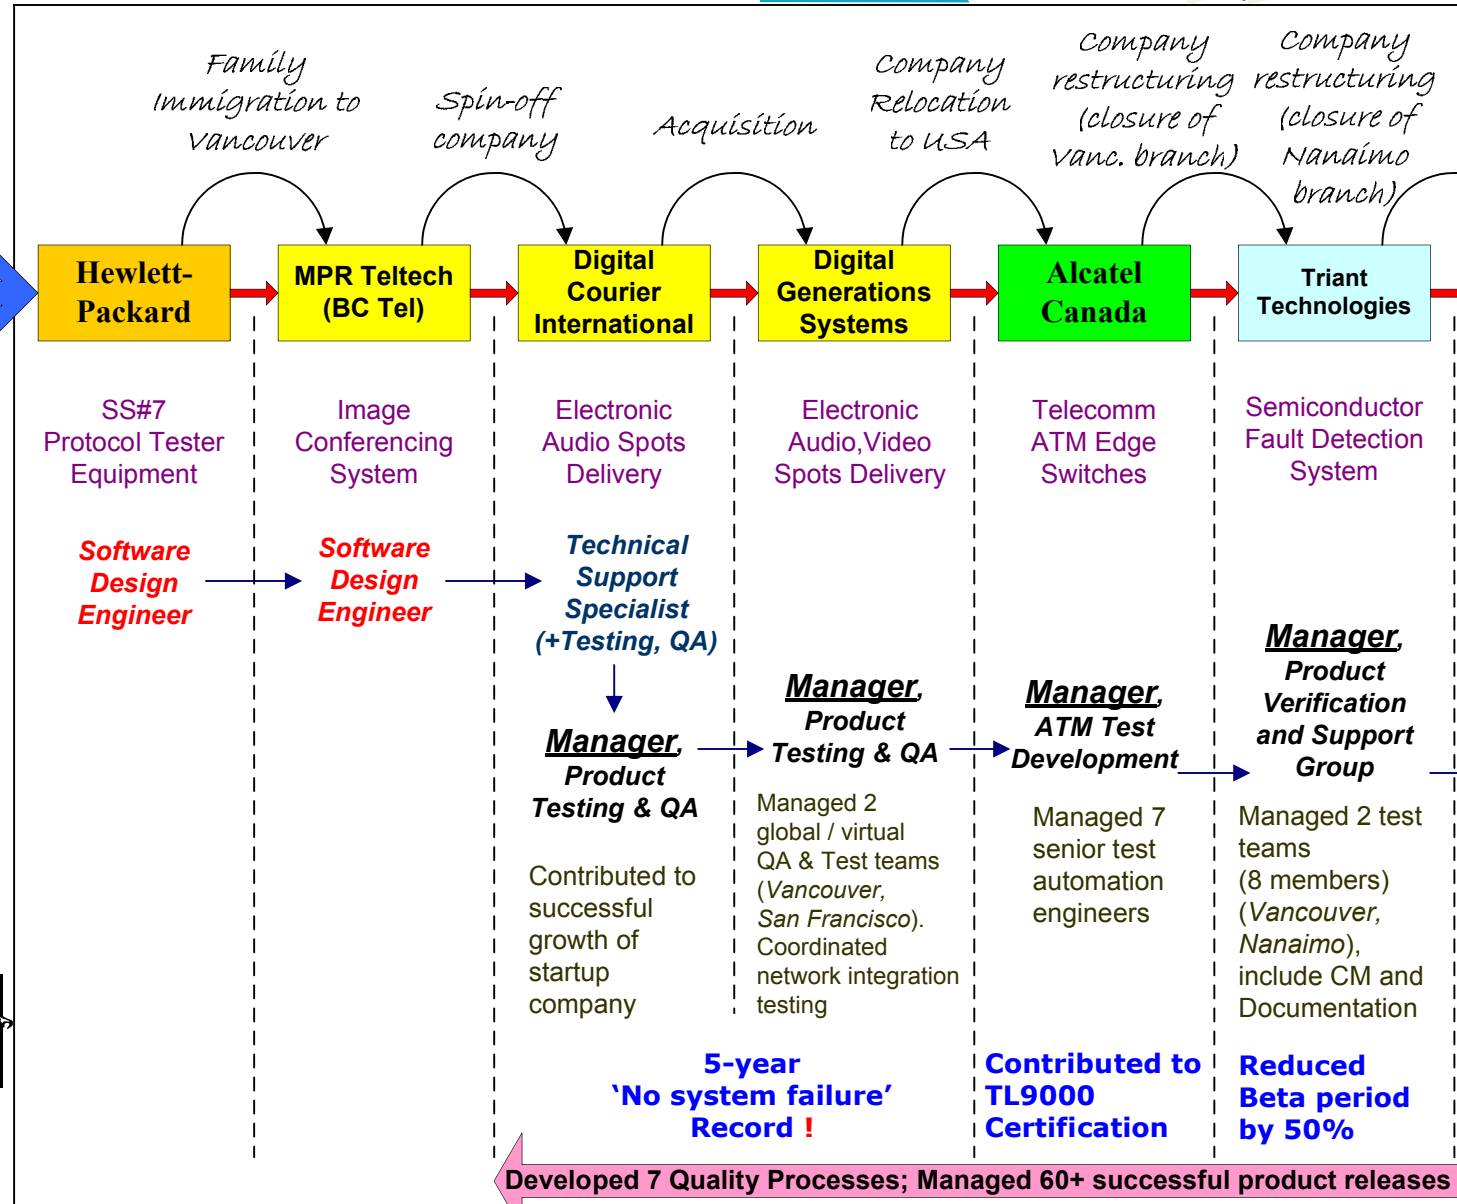 Family
Immigration to
Vancouver
Spin-off
company
Acquisition
Company
Relocation
to USA
Company
restructuring
(closure of
Vanc. branch)
Company
restructuring
(closure of
Nanaimo
branch)
Hewlett-
Packard
MPR Teltech
(BC Tel)
Digital
Courier
International
Digital
Generations
Systems
Alcatel
Canada
Triant
Technologies
SS#7
Protocol Tester
Equipment
Image
Conferencing
System
Electronic
Audio Spots
Delivery
Electronic
Audio,Video
Spots Delivery
Telecomm
ATM Edge
Switches
Semiconductor
Fault Detection
System
Software
Design
Engineer
Software
Design
Engineer
Technical
Support
Specialist
(+Testing, QA)
Manager,
Product
Testing & QA
Contributed to
successful
growth of
startup
company
Manager,
Product
Testing & QA
Managed 2
global / virtual
QA & Test teams
(Vancouver,
San Francisco).
Coordinated
network integration
testing
Manager,
ATM Test
Development
Managed 7
senior test
automation
engineers
Manager,
Product
Verification
and Support
Group
Managed 2 test
teams
(8 members)
(Vancouver,
Nanaimo),
include CM and
Documentation
5-year
‘No system failure’
Record !
Contributed to
TL9000
Certification
Reduced
Beta period
by 50%
Developed 7 Quality Processes; Managed 60+ successful product releases